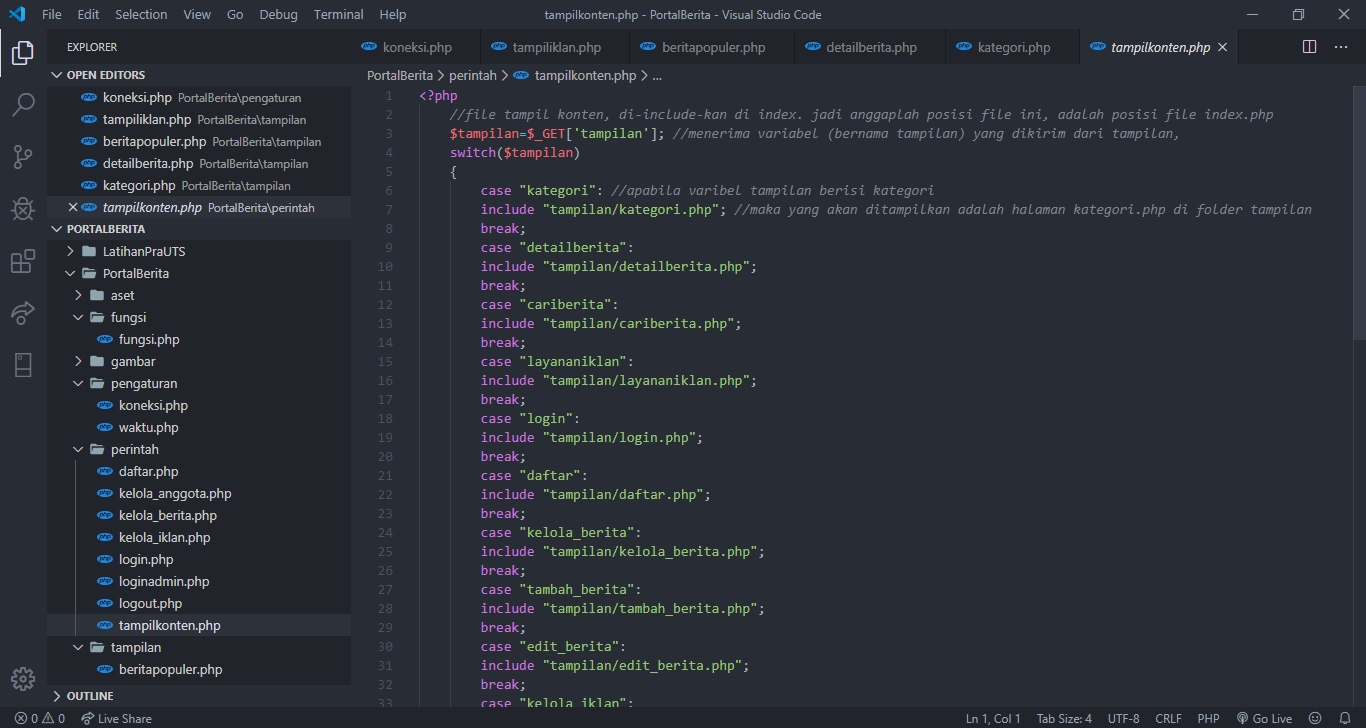 File Edit Selection View Go Debug Terminal Help tampilkonten.php - PortalBerita - Visual Studio Code
EXPLORER
OPEN EDITORS
koneksi.php PortalBerita\pengaturan
tampiliklan.php PortalBerita\tampilan
beritapopuler.php PortalBerita\tampilan
detailberita.php PortalBerita\tampilan
kategori.php PortalBerita\tampilan
tampilkonten.php PortalBerita\perintah
PORTALBERITA
LatihanPraUTS
PortalBerita
aset
fungsi
fungsi.php
gambar
pengaturan
koneksi.php
waktu.php
perintah
daftar.php
kelola_anggota.php
kelola_berita.php
kelola_iklan.php
login.php
loginadmin.php
logout.php
tampilkonten.php
tampilan
beritapopuler.php
OUTLINE
koneksi.php tampiliklan.php beritapopuler.php detailberita.php kategori.php tampilkonten.php
PortalBerita > perintah > tampilkonten.php > ...
1 <?php
2 //file tampil konten, di-include-kan di index. jadi anggaplah posisi file ini, adalah posisi file index.php
3 $tampilan=$_GET['tampilan']; //menerima variabel (bernama tampilan) yang dikirim dari tampilan,
4 switch($tampilan)
5 {
6 case "kategori": //apabila varibel tampilan berisi kategori
7 include "tampilan/kategori.php"; //maka yang akan ditampilkan adalah halaman kategori.php di folder tampilan
8 break;
9 case "detailberita":
10 include "tampilan/detailberita.php";
11 break;
12 case "cariberita":
13 include "tampilan/cariberita.php";
14 break;
15 case "layananiklan":
16 include "tampilan/layananiklan.php";
17 break;
18 case "login":
19 include "tampilan/login.php";
20 break;
21 case "daftar":
22 include "tampilan/daftar.php";
23 break;
24 case "kelola_berita":
25 include "tampilan/kelola_berita.php";
26 break;
27 case "tambah_berita":
28 include "tampilan/tambah_berita.php";
29 break;
30 case "edit_berita":
31 include "tampilan/edit_berita.php";
32 break;
33 case "kelola_iklan":
0 0 Live Share Ln 1, Col 1 Tab Size: 4 UTF-8 CRLF PHP Go Live